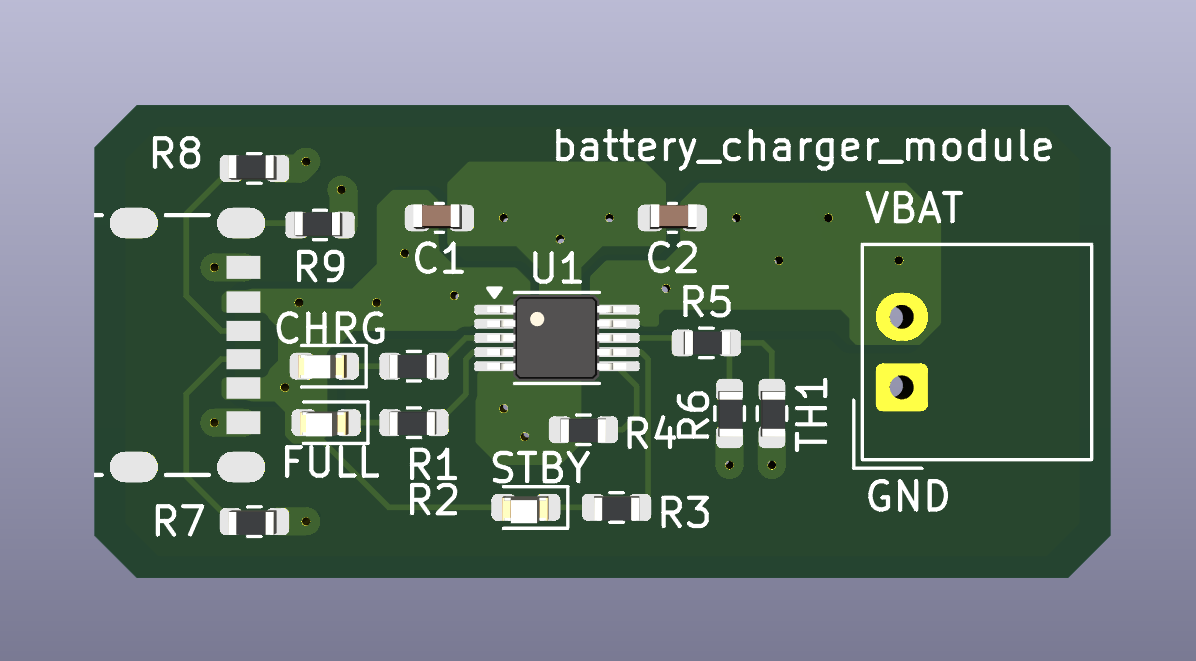 battery_charger_module
R8
VBAT
R9
C1
C2
U1
R5
CHRG
R6
TH1
R4
FULL
R1
STBY
R2
GND
R7
R3